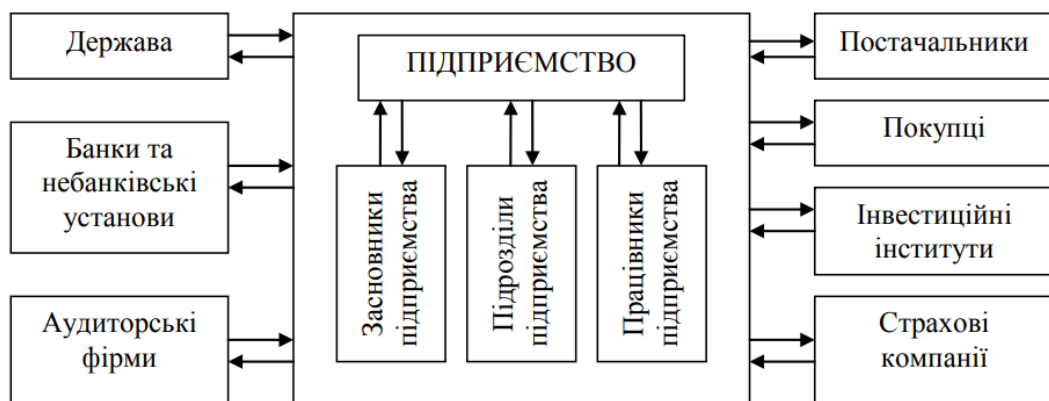 Держава
Банки та
небанківські
установи
Аудиторські
фірми
ПІДПРИЄМСТВО
Засновники
підприємства
Підрозділи
підприємства
Працівники
підприємства
Постачальники
Покупці
Інвестиційні
інститути
Страхові
компанії